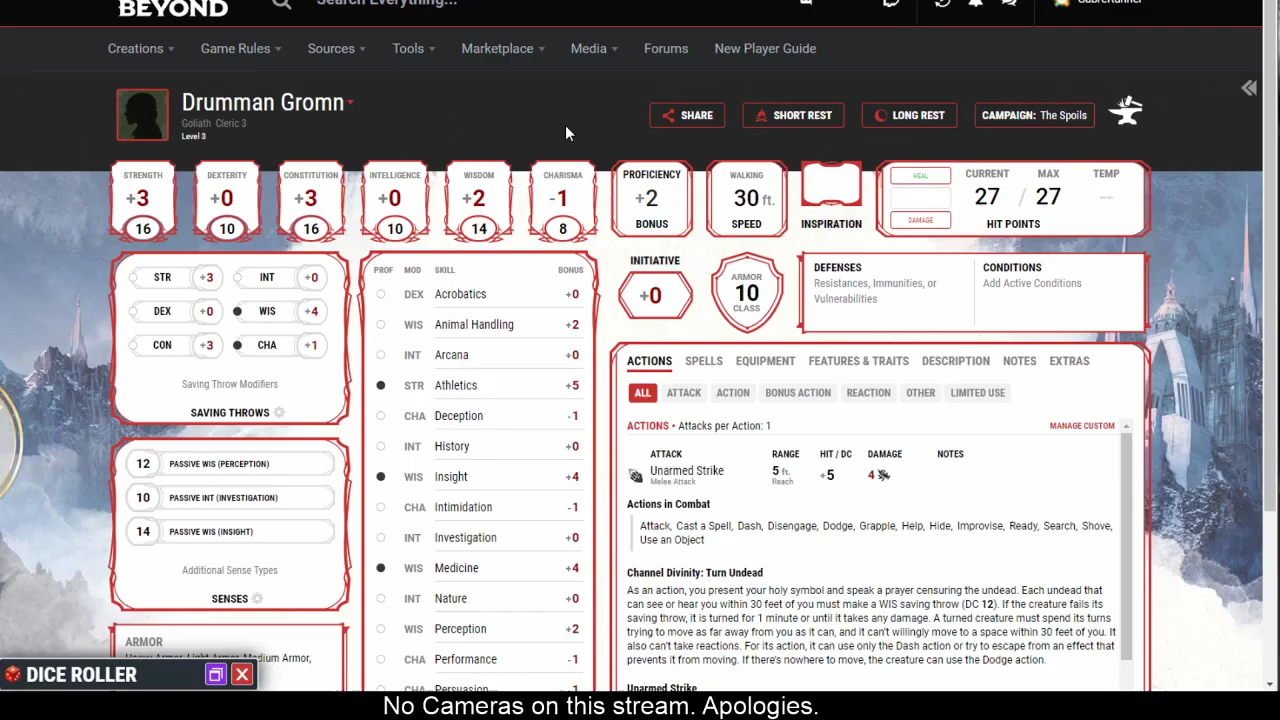 BEYOND
Search Everything...
GabeRunner
Creations
Game Rules
Sources
Tools
Marketplace
Media
Forums
New Player Guide
Drumman Gromn
Goliath Cleric 3
Level 3
SHARE
SHORT REST
LONG REST
CAMPAIGN: The Spoils
STRENGTH
+3
16
DEXTERITY
+0
10
CONSTITUTION
+3
16
INTELLIGENCE
+0
10
WISDOM
+2
14
CHARISMA
-1
8
PROFICIENCY
+2
BONUS
WALKING
30 ft.
SPEED
INSPIRATION
HEAL
DAMAGE
CURRENT
27
/
MAX
27
TEMP
--
HIT POINTS
STR +3
INT +0
DEX +0
WIS +4
CON +3
CHA +1
Saving Throw Modifiers
SAVING THROWS
12 PASSIVE WIS (PERCEPTION)
10 PASSIVE INT (INVESTIGATION)
14 PASSIVE WIS (INSIGHT)
Additional Sense Types
SENSES
ARMOR
Heavy Armor, Light Armor, Medium Armor,
PROF MOD SKILL BONUS
DEX Acrobatics +0
WIS Animal Handling +2
INT Arcana +0
STR Athletics +5
CHA Deception -1
INT History +0
WIS Insight +4
CHA Intimidation -1
INT Investigation +0
WIS Medicine +4
INT Nature +0
WIS Perception +2
CHA Performance -1
CHA Persuasion -1
INITIATIVE
+0
ARMOR
10
CLASS
DEFENSES
Resistances, Immunities, or
Vulnerabilities
CONDITIONS
Add Active Conditions
ACTIONS SPELLS EQUIPMENT FEATURES & TRAITS DESCRIPTION NOTES EXTRAS
ALL ATTACK ACTION BONUS ACTION REACTION OTHER LIMITED USE
ACTIONS • Attacks per Action: 1
MANAGE CUSTOM
ATTACK RANGE HIT / DC DAMAGE NOTES
Unarmed Strike 5 ft. +5 4
Melee Attack Reach
Actions in Combat
Attack, Cast a Spell, Dash, Disengage, Dodge, Grapple, Help, Hide, Improvise, Ready, Search, Shove,
Use an Object
Channel Divinity: Turn Undead
As an action, you present your holy symbol and speak a prayer censuring the undead. Each undead that
can see or hear you within 30 feet of you must make a WIS saving throw (DC 12). If the creature fails its
saving throw, it is turned for 1 minute or until it takes any damage. A turned creature must spend its turns
trying to move as far away from you as it can, and it can't willingly move to a space within 30 feet of you. It
also can't take reactions. For its action, it can use only the Dash action or try to escape from an effect that
prevents it from moving. If there's nowhere to move, the creature can use the Dodge action.
Unarmed Strike
DICE ROLLER
No Cameras on this stream. Apologies.